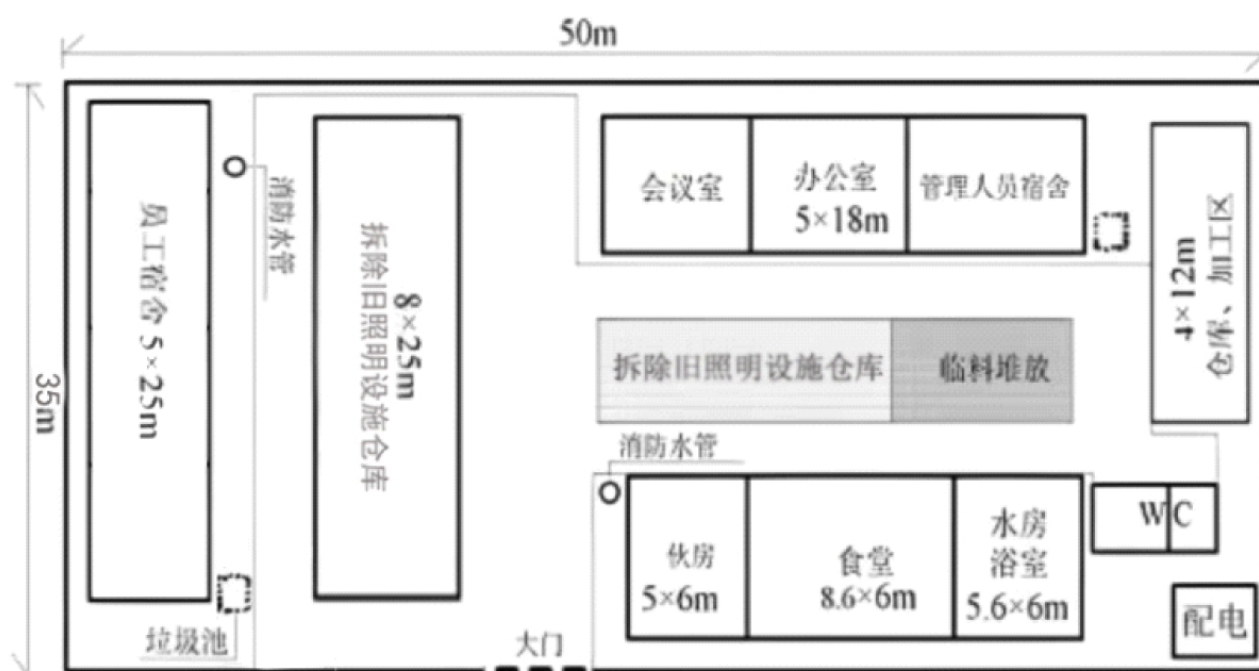 50m
35m
员工宿舍 5×25m
消防水管
8×25m
拆除旧照明设施仓库
会议室
办公室
5×18m
管理人员宿舍
4×12m
仓库、加工区
拆除旧照明设施仓库
临料堆放
消防水管
伙房
5×6m
食堂
8.6×6m
水房
浴室
5.6×6m
WC
配电
垃圾池
大门